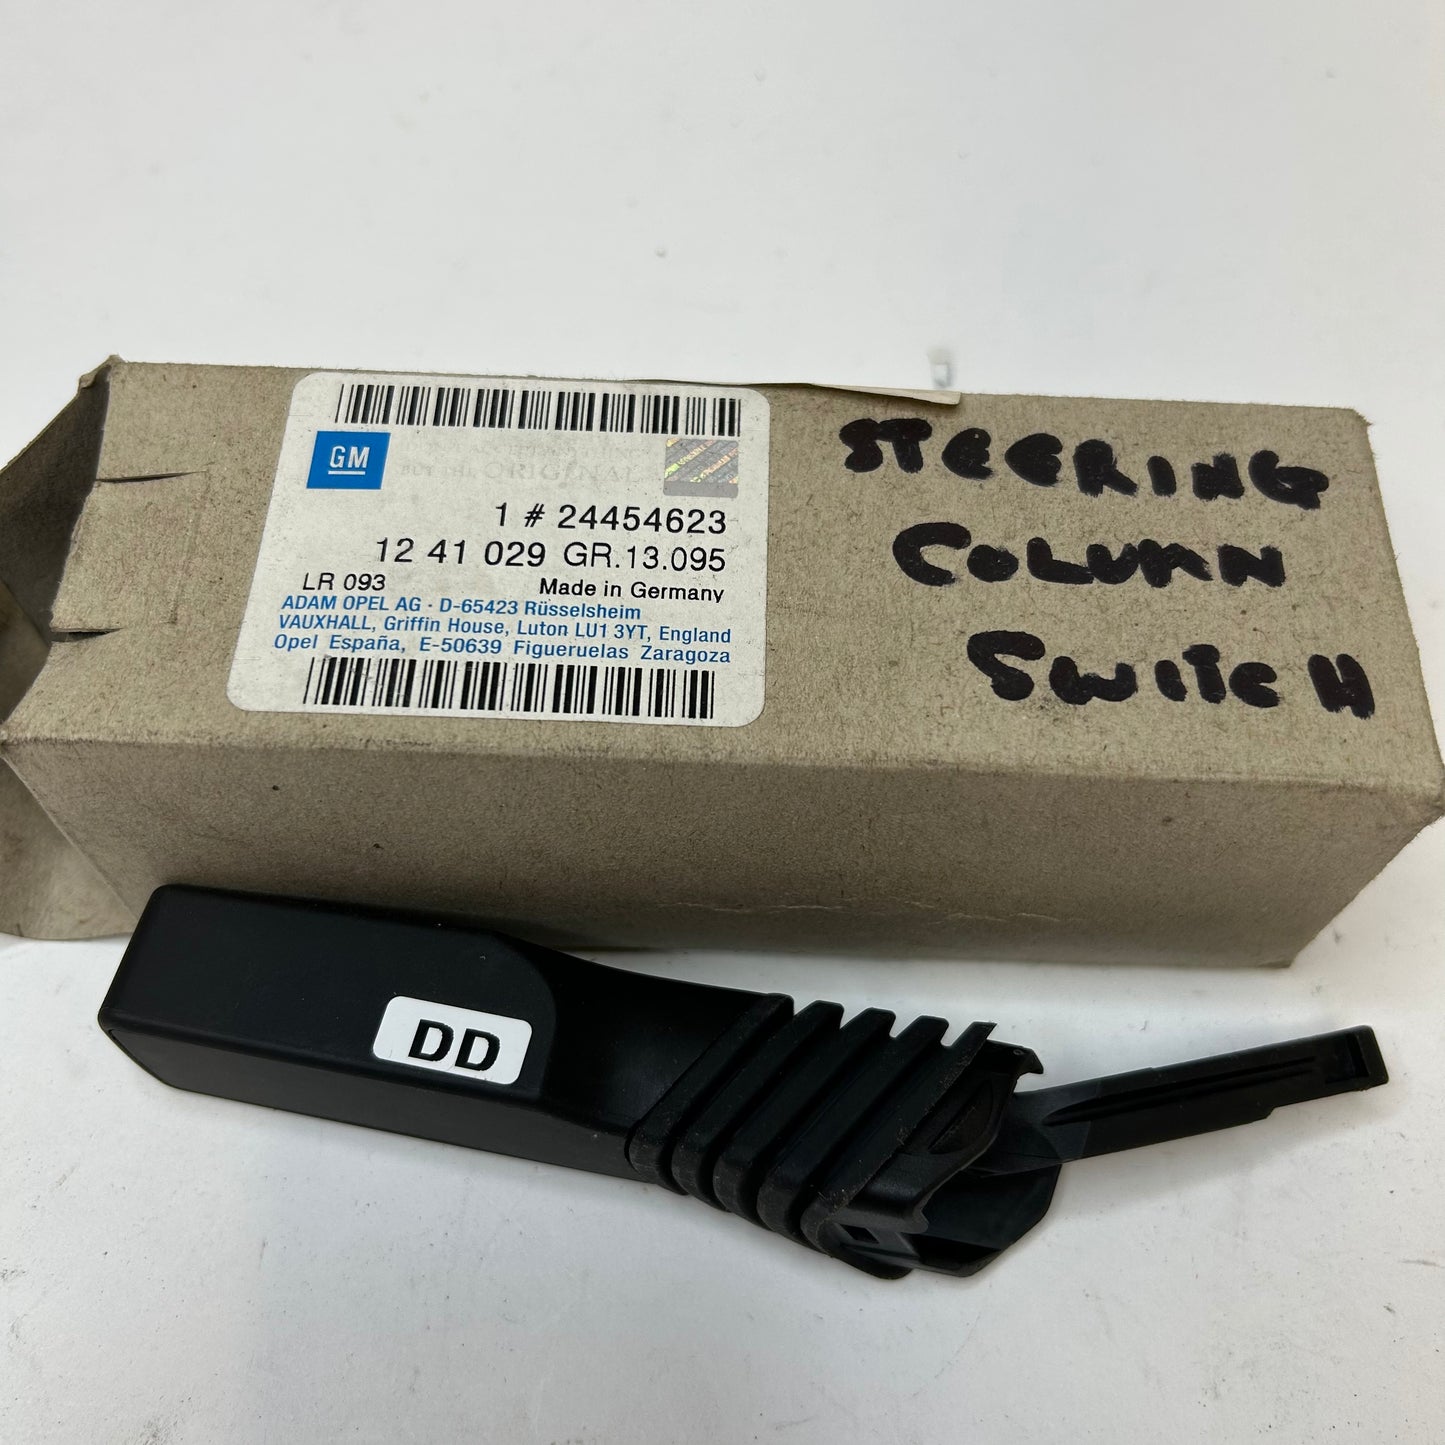 GM
ORIGINAL
1 # 24454623
12 41 029 GR.13.095
LR 093 Made in Germany
ADAM OPEL AG · D-65423 Rüsselsheim
VAUXHALL, Griffin House, Luton LU1 3YT, England
Opel España, E-50639 Figueruelas Zaragoza
STEERING
COLUMN
SWITCH
DD